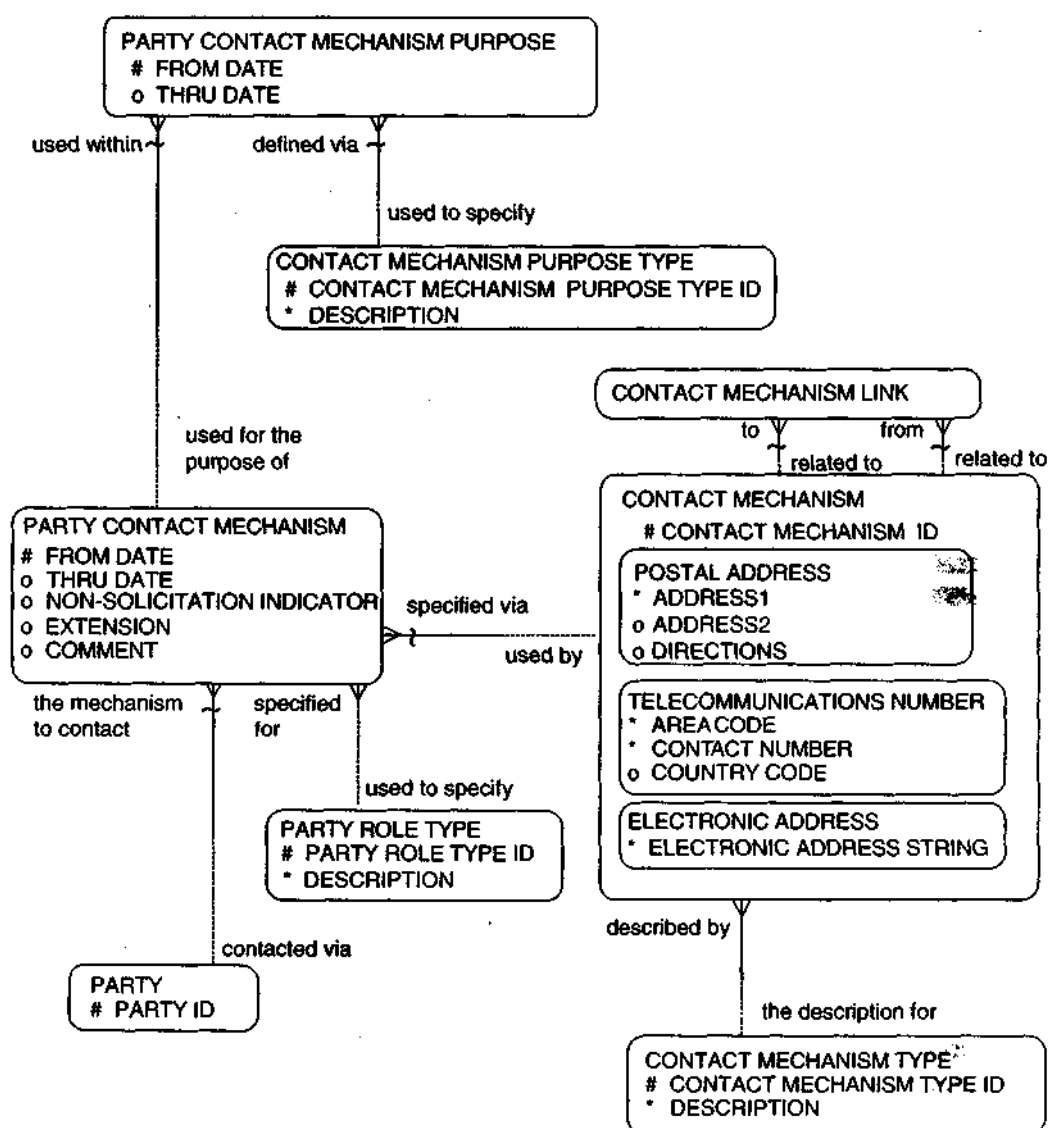 PARTY CONTACT MECHANISM PURPOSE
# FROM DATE
o THRU DATE
used within
defined via
used to specify
CONTACT MECHANISM PURPOSE TYPE
# CONTACT MECHANISM PURPOSE TYPE ID
* DESCRIPTION
CONTACT MECHANISM LINK
to
from
related to
related to
used for the
purpose of
PARTY CONTACT MECHANISM
# FROM DATE
o THRU DATE
o NON-SOLICITATION INDICATOR
o EXTENSION
o COMMENT
specified via
used by
CONTACT MECHANISM
# CONTACT MECHANISM ID
POSTAL ADDRESS
* ADDRESS1
o ADDRESS2
o DIRECTIONS
TELECOMMUNICATIONS NUMBER
* AREA CODE
* CONTACT NUMBER
o COUNTRY CODE
ELECTRONIC ADDRESS
* ELECTRONIC ADDRESS STRING
the mechanism
to contact
specified
for
used to specify
PARTY ROLE TYPE
# PARTY ROLE TYPE ID
* DESCRIPTION
contacted via
PARTY
# PARTY ID
described by
the description for
CONTACT MECHANISM TYPE
# CONTACT MECHANISM TYPE ID
* DESCRIPTION